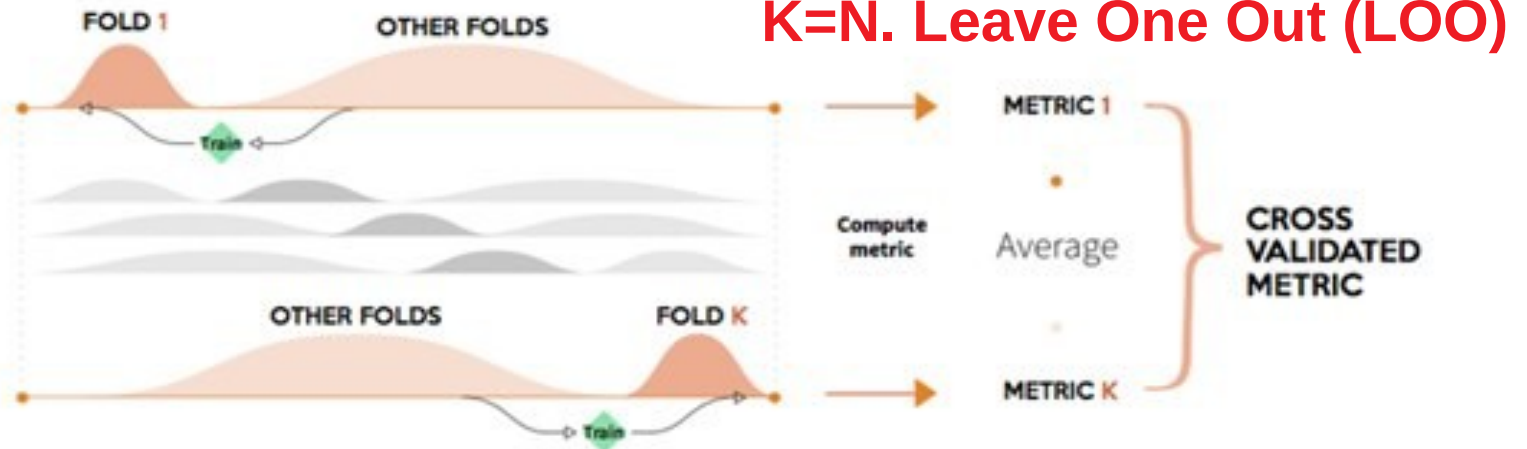 K=N. Leave One Out (LOO)
FOLD 1
OTHER FOLDS
METRIC 1
Train
Compute
metric
Average
CROSS
VALIDATED
METRIC
OTHER FOLDS
FOLD K
METRIC K
Train